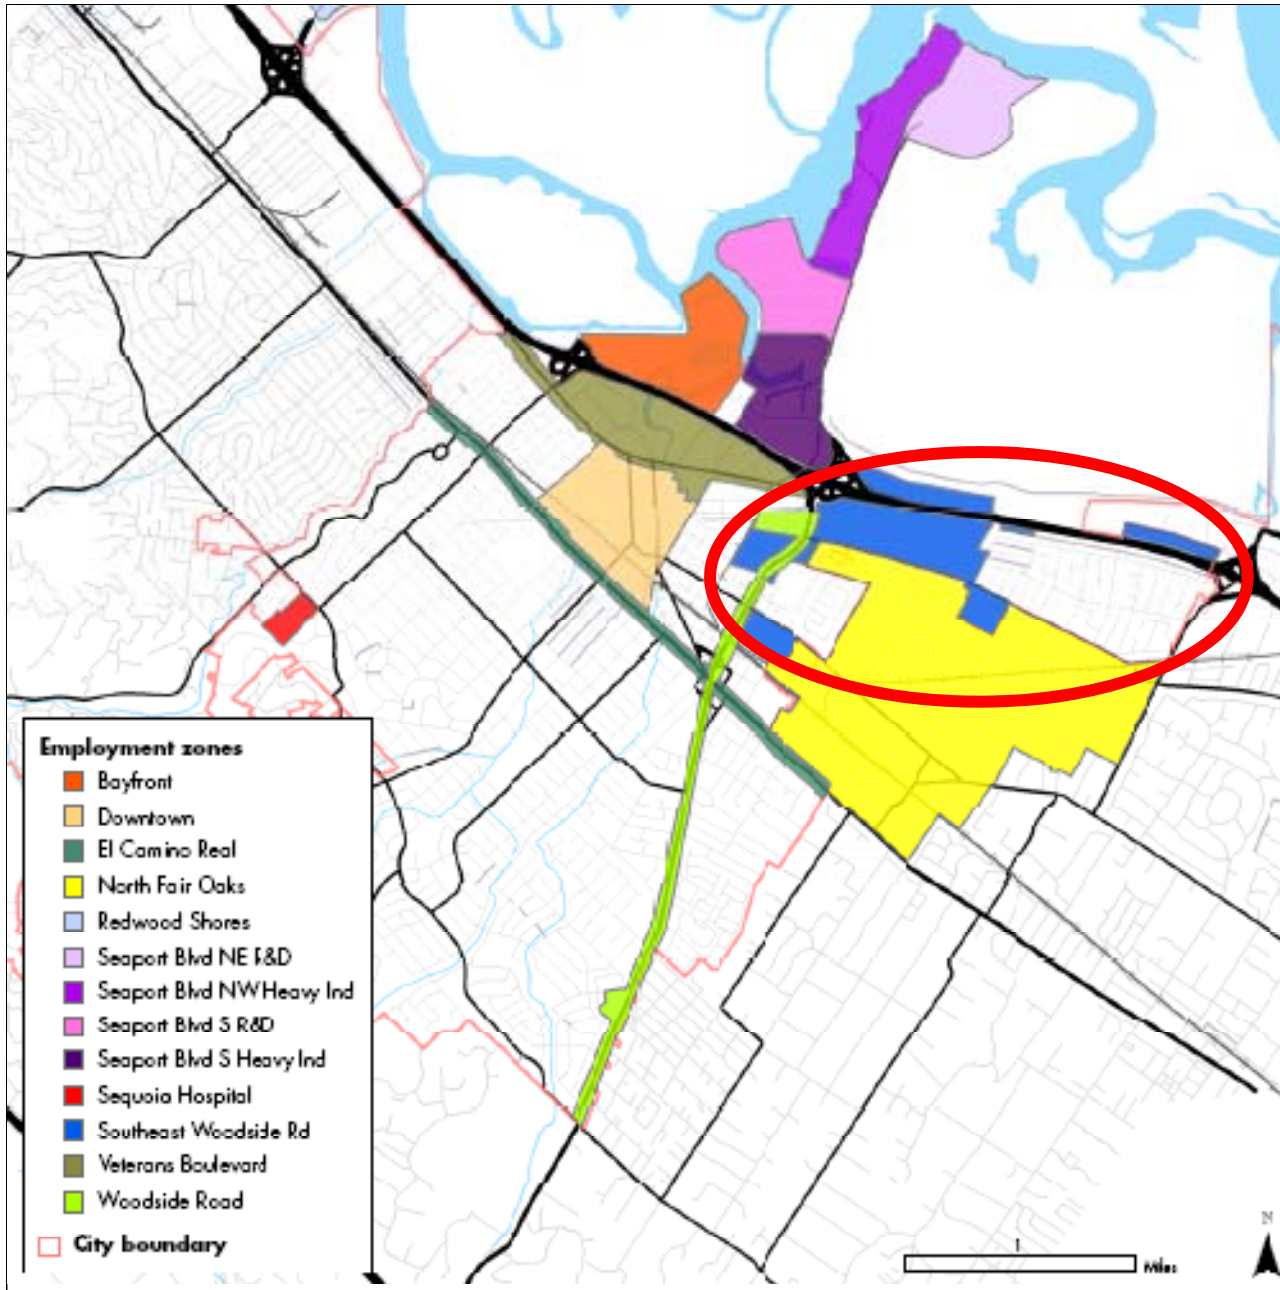 N
1
Miles
Employment zones
Bayfront
Downtown
El Camino Real
North Fair Oaks
Redwood Shores
Seaport Blvd NE R&D
Seaport Blvd NW Heavy Ind
Seaport Blvd S R&D
Seaport Blvd S Heavy Ind
Sequoia Hospital
Southeast Woodside Rd
Veterans Boulevard
Woodside Road
City boundary